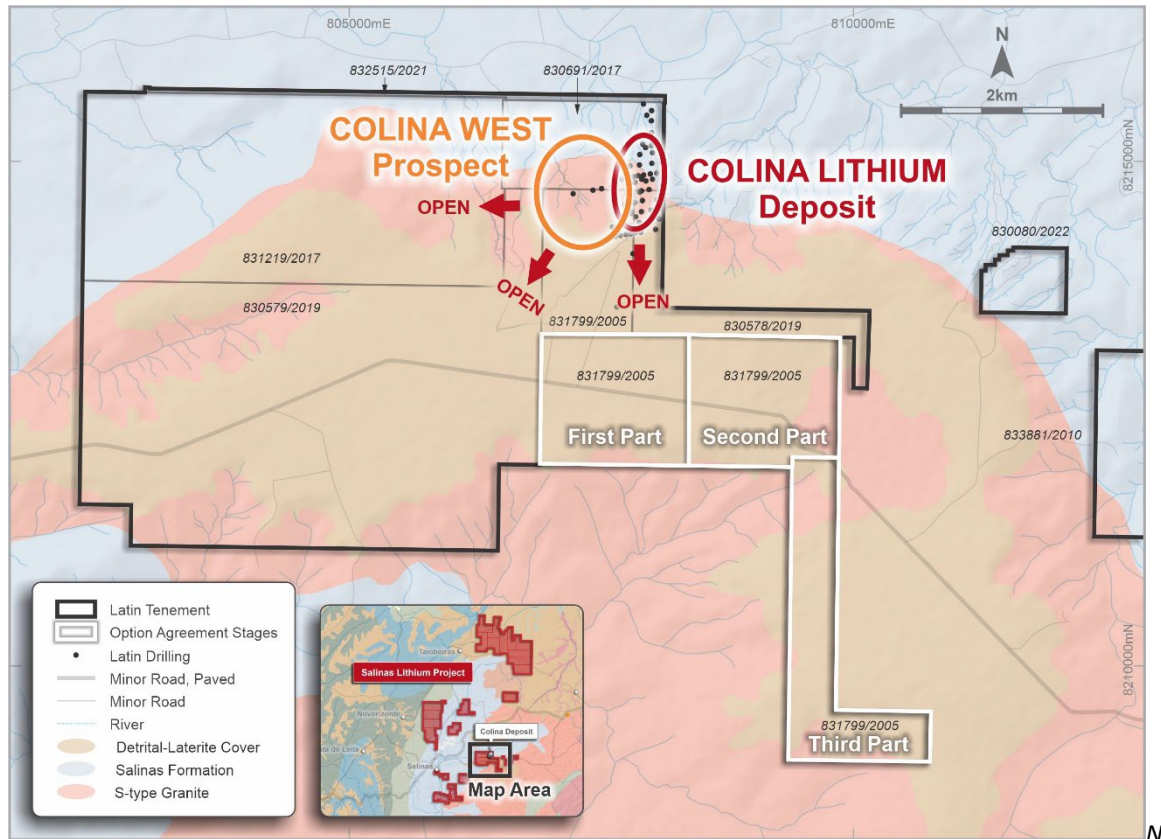 805000mE
810000mE
832515/2021
830691/2017
N
2km
COLINA WEST
Prospect
COLINA LITHIUM
Deposit
8215000mN
OPEN
OPEN
OPEN
830080/2022
831219/2017
830579/2019
831799/2005
830578/2019
831799/2005
831799/2005
First Part
Second Part
833881/2010
8210000mN
831799/2005
Third Part
Latin Tenement
Option Agreement Stages
Latin Drilling
Minor Road, Paved
Minor Road
River
Detrital-Laterite Cover
Salinas Formation
S-type Granite
Taiobeiras
Salinas Lithium Project
Novorizonte
Colina Deposit
Salinas
Map Area